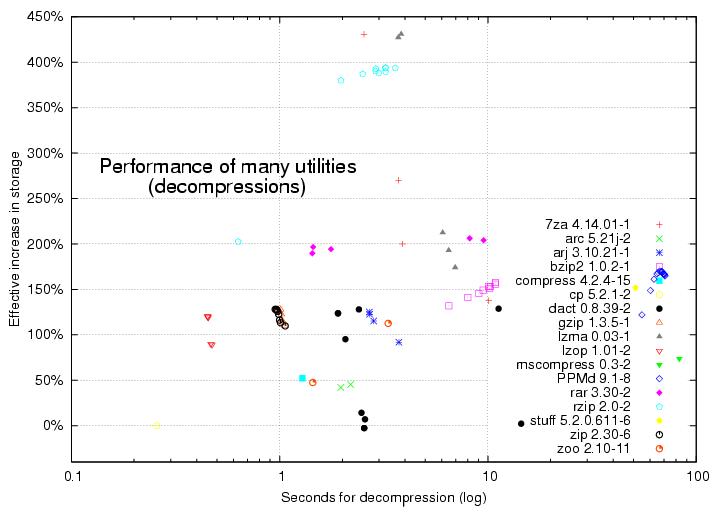 450%
400%
350%
300%
250%
200%
150%
100%
50%
0%
Effective increase in storage
Performance of many utilities
(decompressions)
7za 4.14.01-1
arc 5.21j-2
arj 3.10.21-1
bzip2 1.0.2-1
compress 4.2.4-15
cp 5.2.1-2
dact 0.8.39-2
gzip 1.3.5-1
lzma 0.03-1
lzop 1.01-2
mscompress 0.3-2
PPMd 9.1-8
rar 3.30-2
rzip 2.0-2
stuff 5.2.0.611-6
zip 2.30-6
zoo 2.10-11
0.1
1
10
100
Seconds for decompression (log)